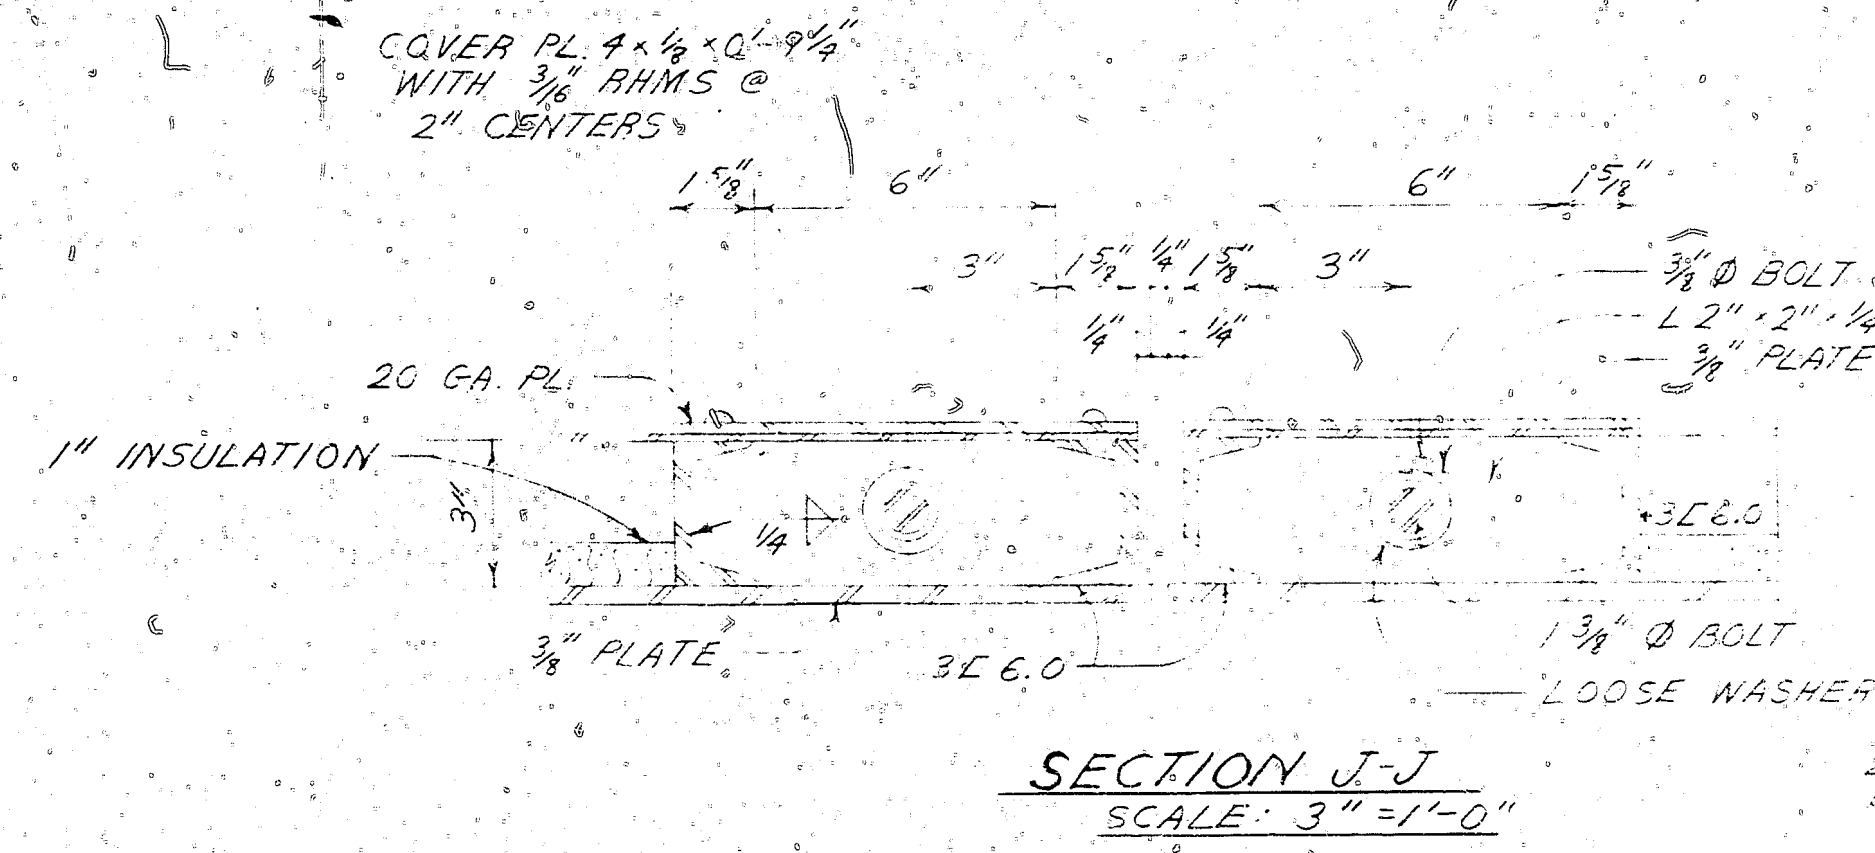 COVER PL. 4 x 1/8 x 0'-9 1/4"
WITH 3/16" RHMS @
2" CENTERS
1 5/8" 6" 6" 1 5/8"
3" 1 5/8" 1/4" 1 5/8" 3"
3/8" Ø BOLT
1/4" 1/4"
L 2" x 2" x 1/4
3/8" PLATE
20 GA. PL.
1" INSULATION
3"
1/4
3[ 6.0
3/8" PLATE
3[ 6.0
1 3/8" Ø BOLT
LOOSE WASHER
SECTION J-J
SCALE: 3" = 1'-0"